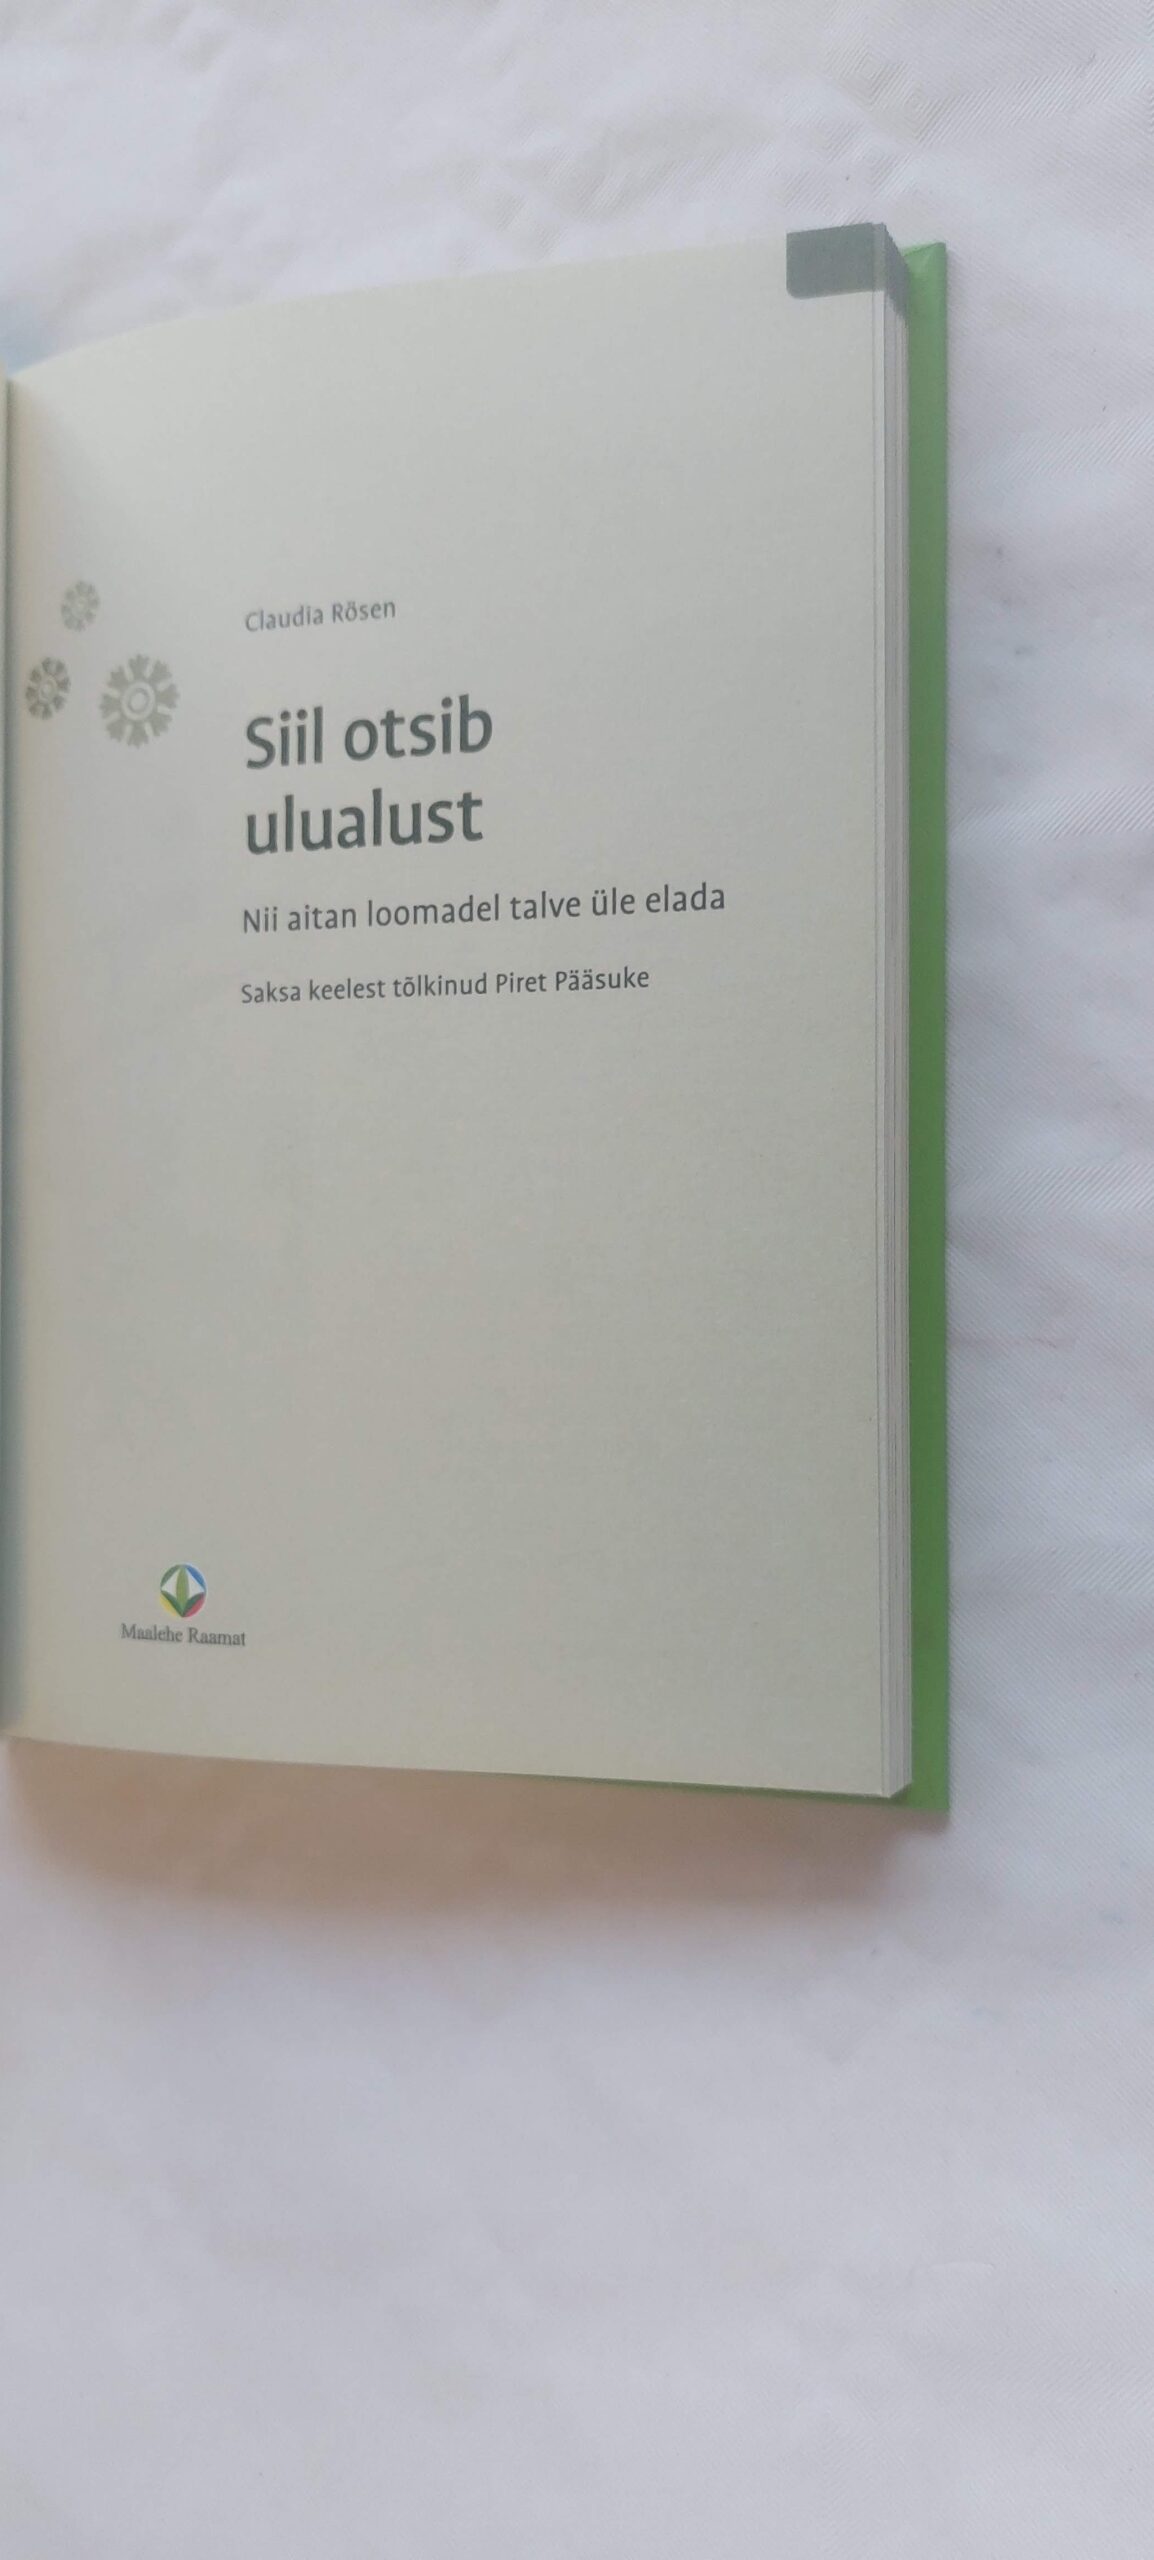 Claudia Rösen
Siil otsib
ulualust
Nii aitan loomadel talve üle elada
Saksa keelest tõlkinud Piret Pääsuke
Maalehe Raamat